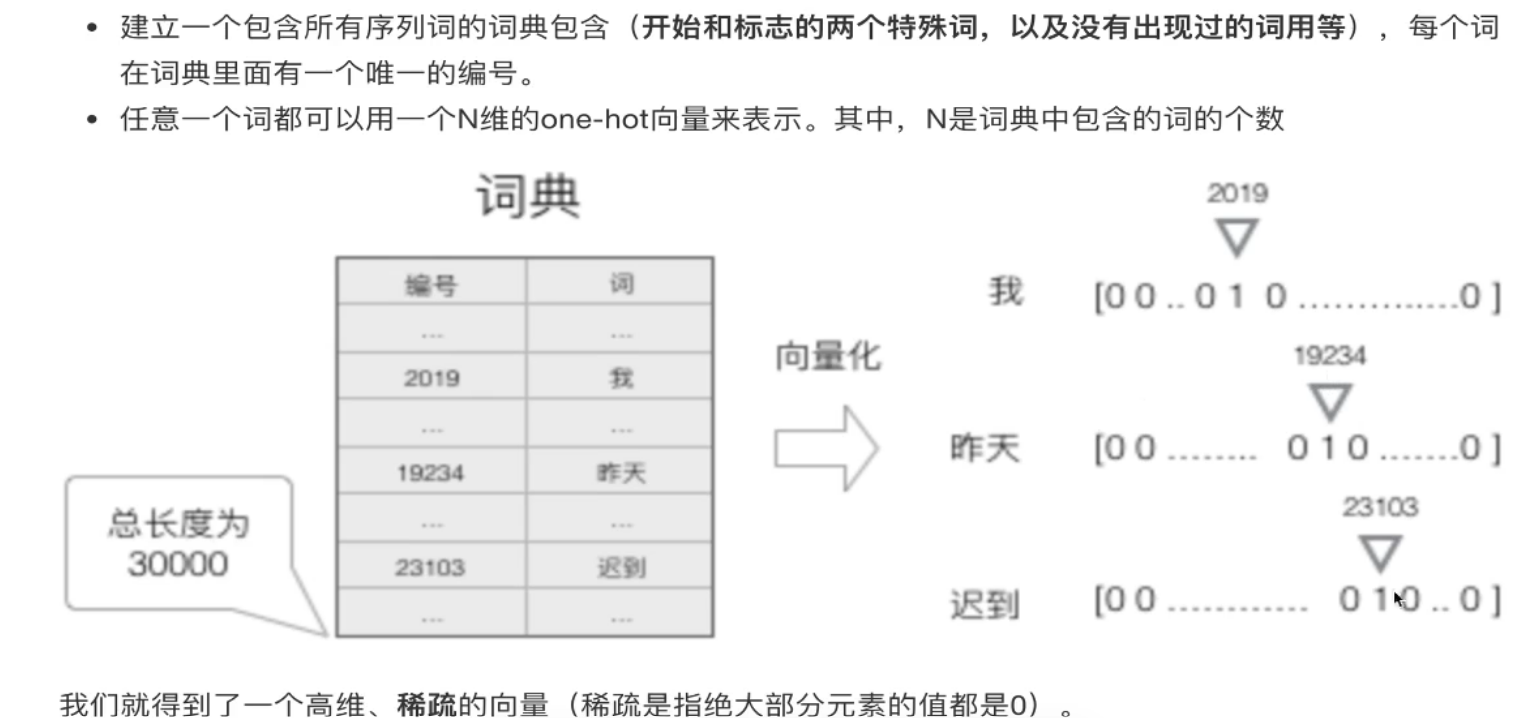 • 建立一个包含所有序列词的词典包含（开始和标志的两个特殊词，以及没有出现过的词用等），每个词
在词典里面有一个唯一的编号。
• 任意一个词都可以用一个N维的one-hot向量来表示。其中，N是词典中包含的词的个数
词典
编号 词
... ...
2019 我
... ...
19234 昨天
... ...
23103 迟到
... ...
总长度为
30000
向量化
2019
我 [0 0 .. 0 1 0 .............0 ]
19234
昨天 [0 0 ........ 0 1 0 .......0 ]
23103
迟到 [0 0 ............ 0 1 0 .. 0 ]
我们就得到了一个高维、稀疏的向量（稀疏是指绝大部分元素的值都是0）。